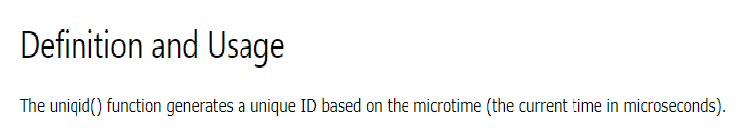 Definition and Usage
The uniqid() function generates a unique ID based on the microtime (the current time in microseconds).